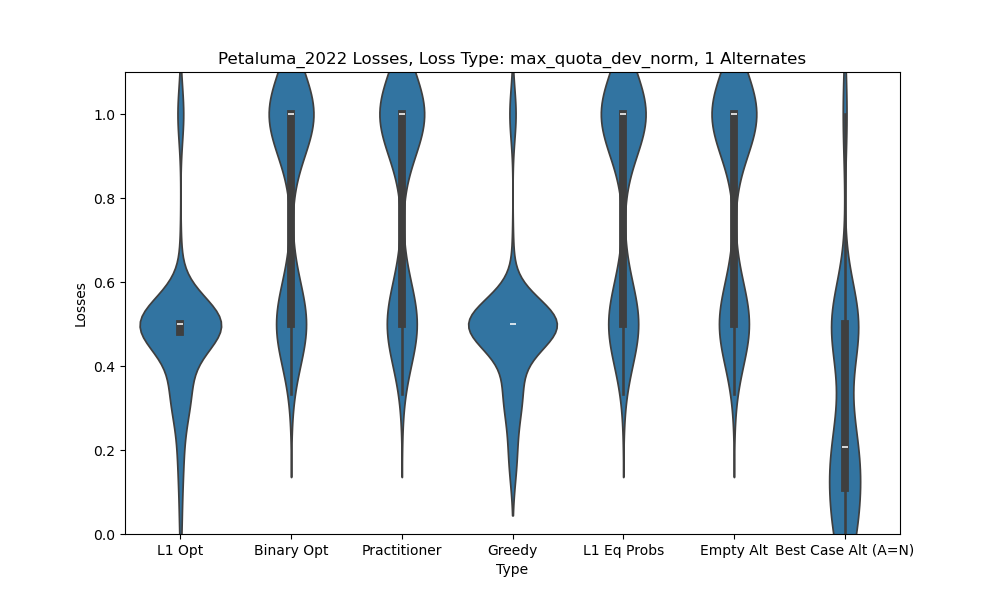 Petaluma_2022 Losses, Loss Type: max_quota_dev_norm, 1 Alternates
Losses
1.0
0.8
0.6
0.4
0.2
0.0
L1 Opt
Binary Opt
Practitioner
Greedy
L1 Eq Probs
Empty Alt
Best Case Alt (A=N)
Type